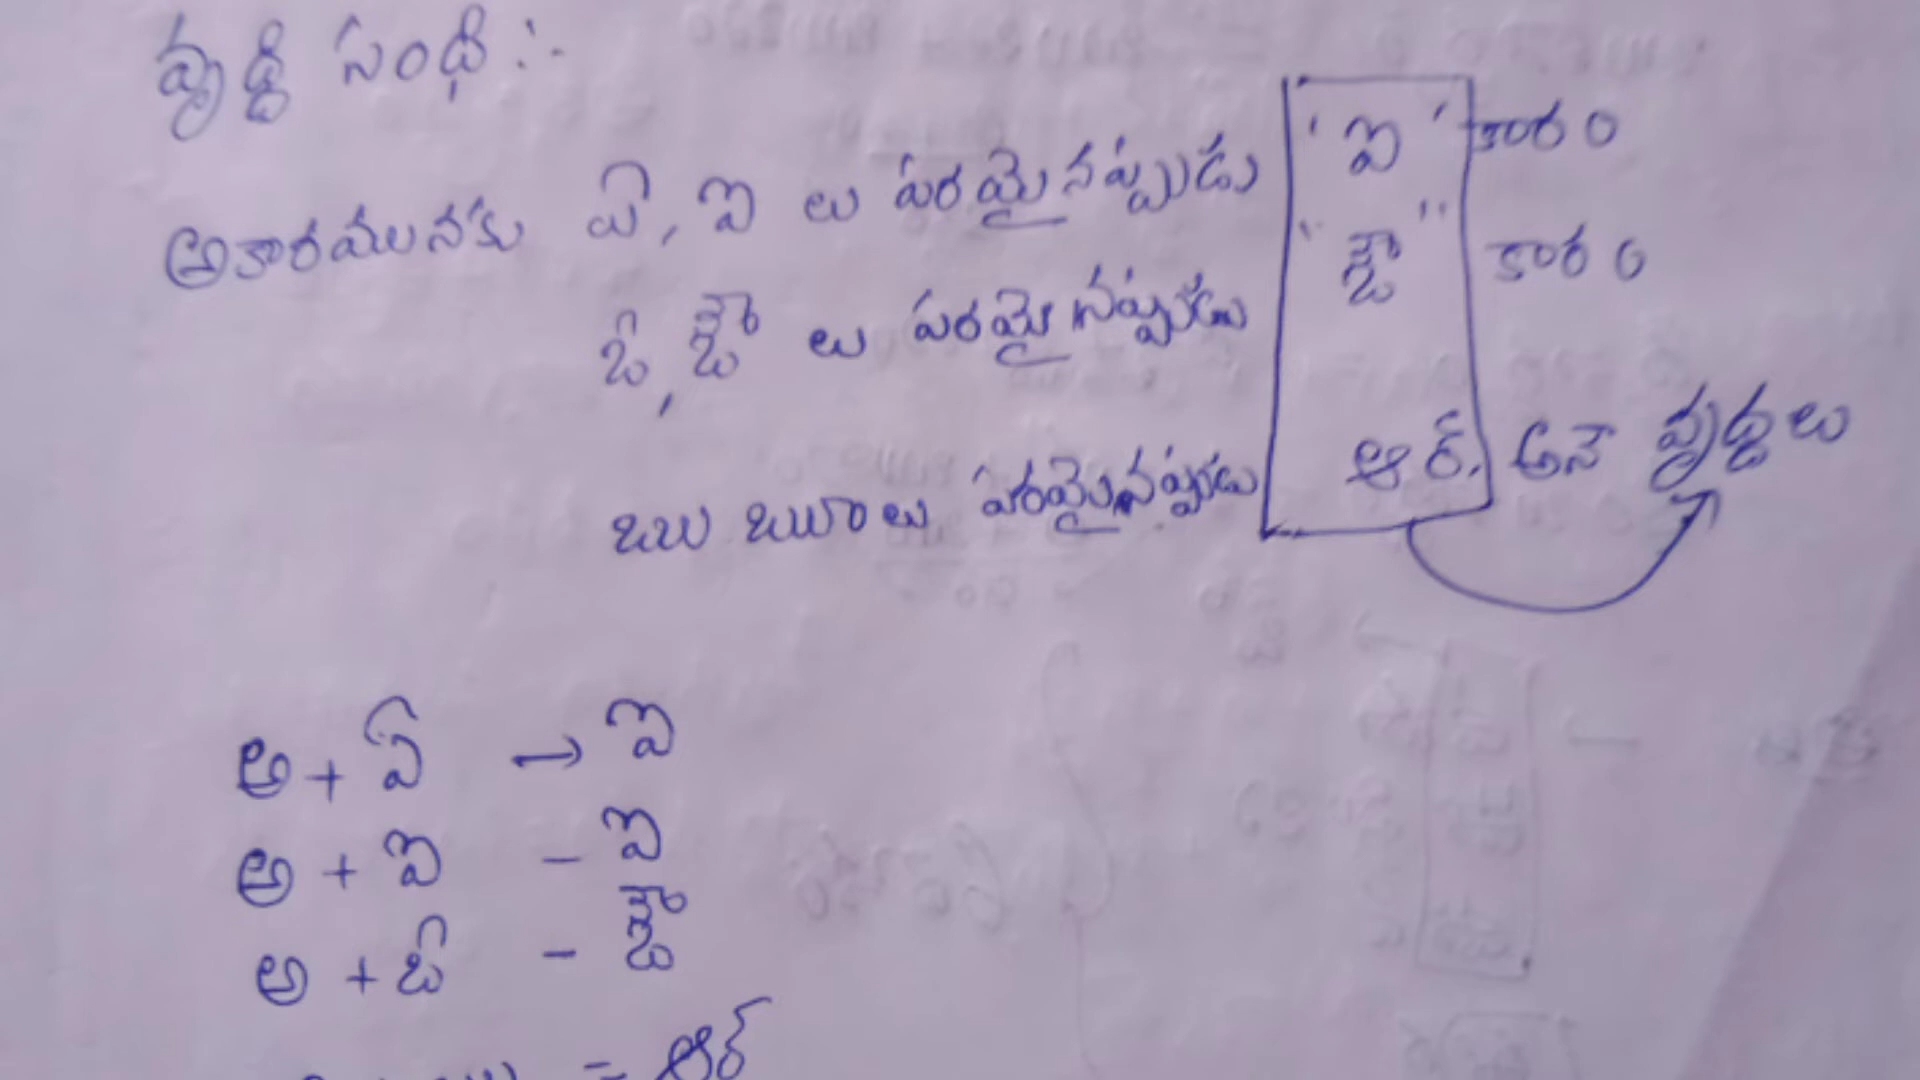 వృద్ధి సంధి :-
అకారమునకు ఏ, ఐ లు పరమైనప్పుడు ' ఐ ' కారం
ఓ, ఔ లు పరమైనప్పుడు " ఔ " కారం
ఋ ౠ లు పరమైనప్పుడు ఆర్. అనే వృద్ధులు
అ + ఏ → ఐ
అ + ఐ - ఐ
అ + ఓ - ఔ
= ఆర్